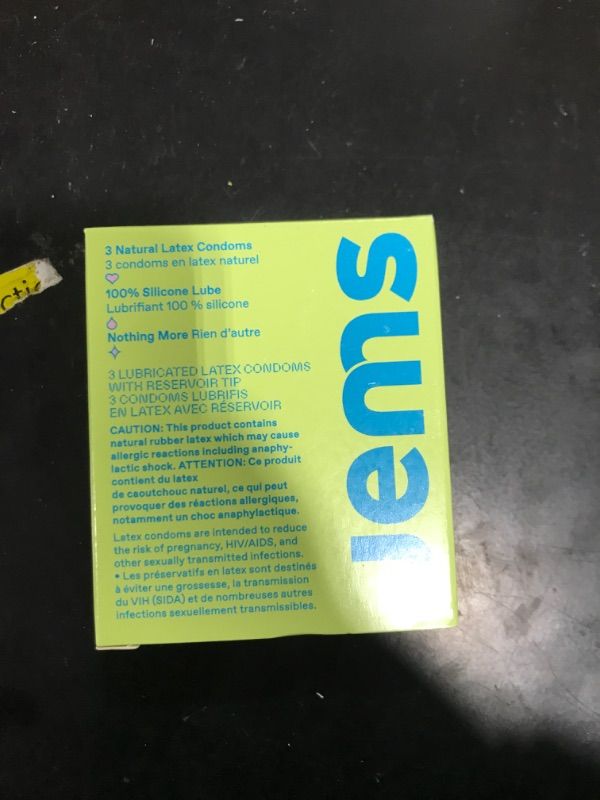 3 Natural Latex Condoms
3 condoms en latex naturel
100% Silicone Lube
Lubrifiant 100 % silicone
Nothing More Rien d'autre
3 LUBRICATED LATEX CONDOMS
WITH RESERVOIR TIP
3 CONDOMS LUBRIFIS
EN LATEX AVEC RÉSERVOIR
CAUTION: This product contains
natural rubber latex which may cause
allergic reactions including anaphy-
lactic shock. ATTENTION: Ce produit
contient du latex
de caoutchouc naturel, ce qui peut
provoquer des réactions allergiques,
notamment un choc anaphylactique.
Latex condoms are intended to reduce
the risk of pregnancy, HIV/AIDS, and
other sexually transmitted infections.
• Les préservatifs en latex sont destinés
à éviter une grossesse, la transmission
du VIH (SIDA) et de nombreuses autres
infections sexuellement transmissibles.
Jems